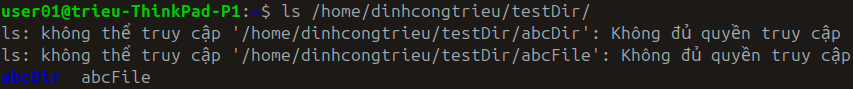 user01@trieu-ThinkPad-P1:~$ ls /home/dinhcongtrieu/testDir/
ls: không thể truy cập '/home/dinhcongtrieu/testDir/abcDir': Không đủ quyền truy cập
ls: không thể truy cập '/home/dinhcongtrieu/testDir/abcFile': Không đủ quyền truy cập
abcDir  abcFile